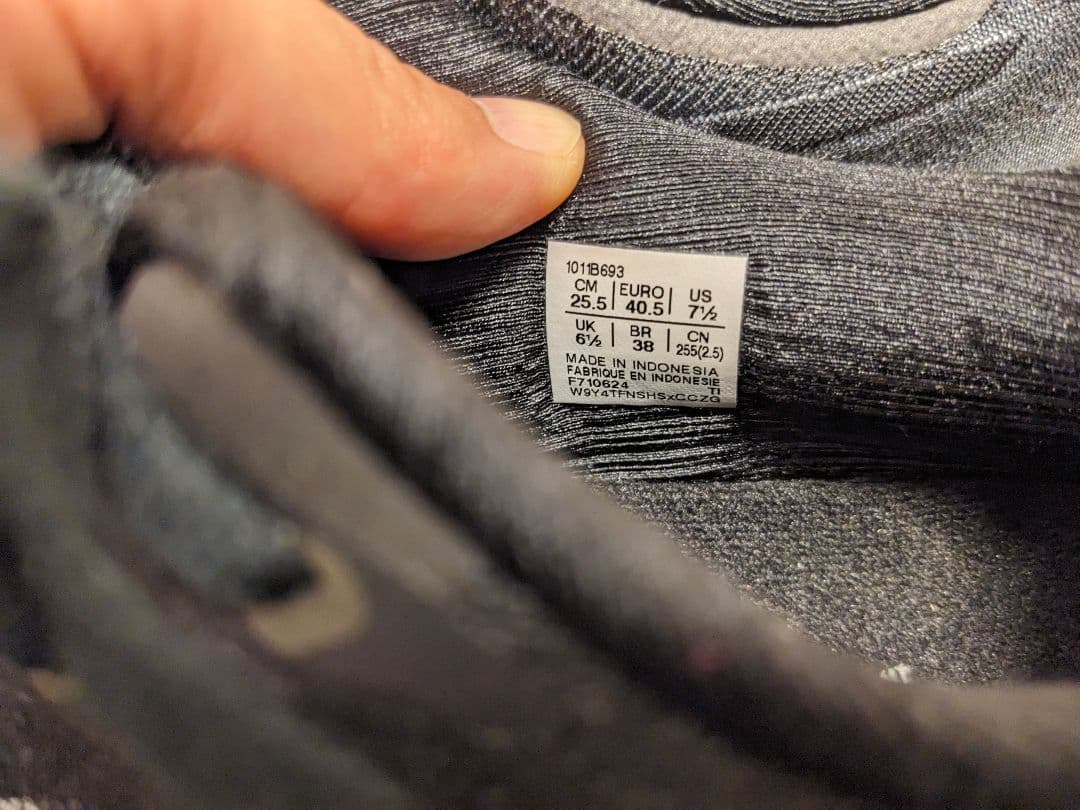 1011B693
CM | EURO | US
25.5 | 40.5 | 7½
UK | BR | CN
6½ | 38 | 255(2.5)
MADE IN INDONESIA
FABRIQUE EN INDONESIE
F710624 TI
W9Y4TFNSHSxCCZG